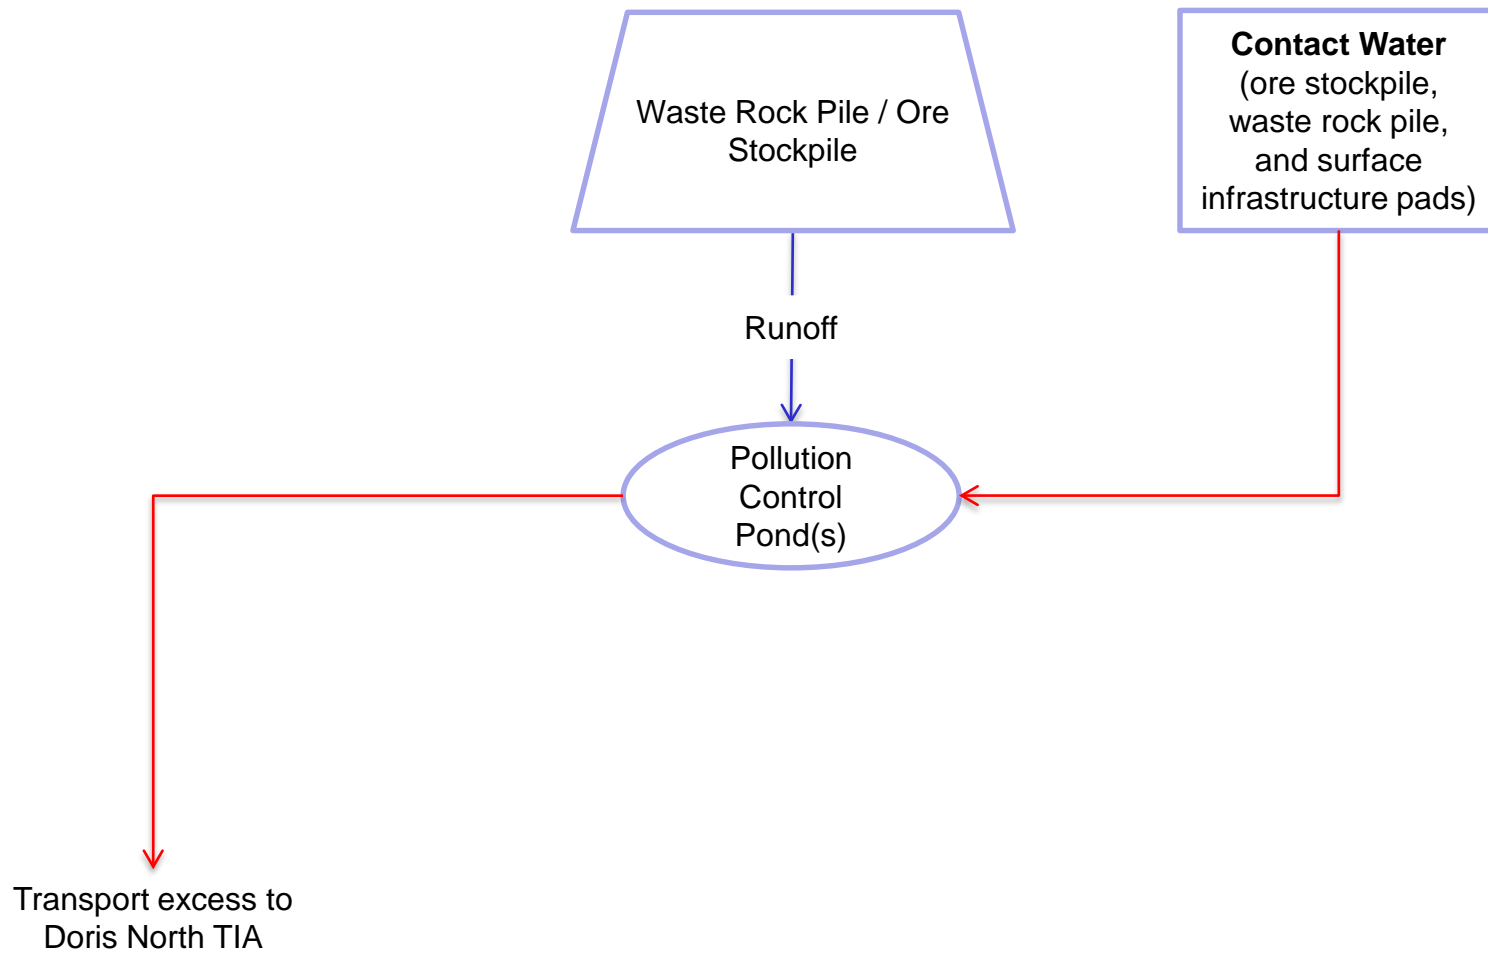 Waste Rock Pile / Ore
Stockpile
Contact Water
(ore stockpile,
waste rock pile,
and surface
infrastructure pads)
Runoff
Pollution
Control
Pond(s)
Transport excess to
Doris North TIA